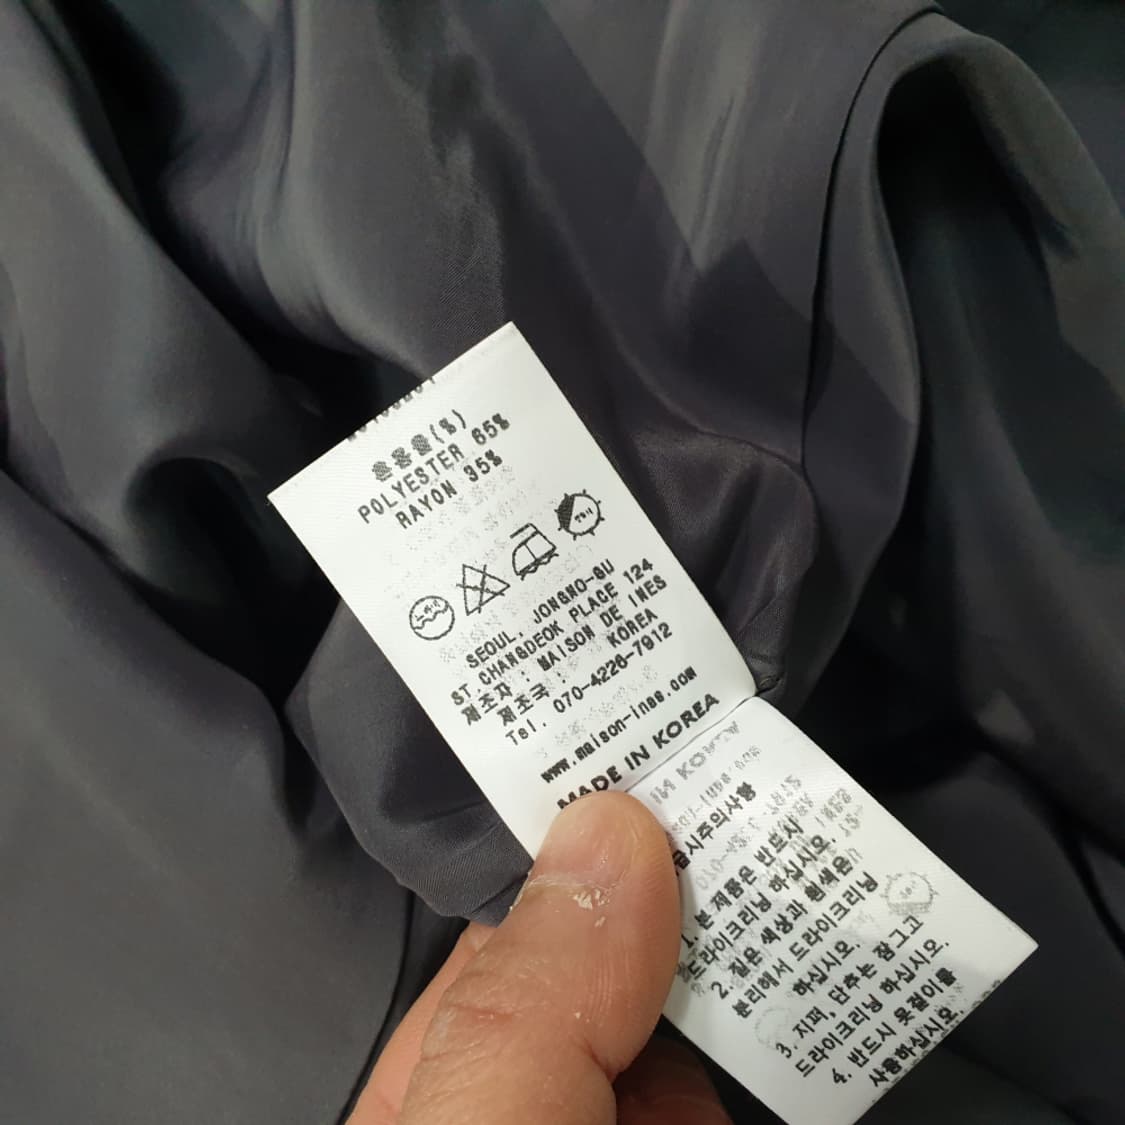 혼용율(%)
POLYESTER 65%
RAYON 35%
SEOUL, JONGNO-GU
ST CHANGDEOK PLACE 124
제조자 : MAISON DE INES
제조국 : KOREA
Tel. 070-4226-7912
www.maison-ines.com
MADE IN KOREA
취급시주의사항
1. 본 제품은 반드시
드라이크리닝 하십시오.
2. 짙은 색상과 흰색은
분리해서 드라이크리닝
하십시오.
3. 지퍼, 단추는 잠그고
드라이크리닝 하십시오.
4. 반드시 옷걸이를
사용하십시오.